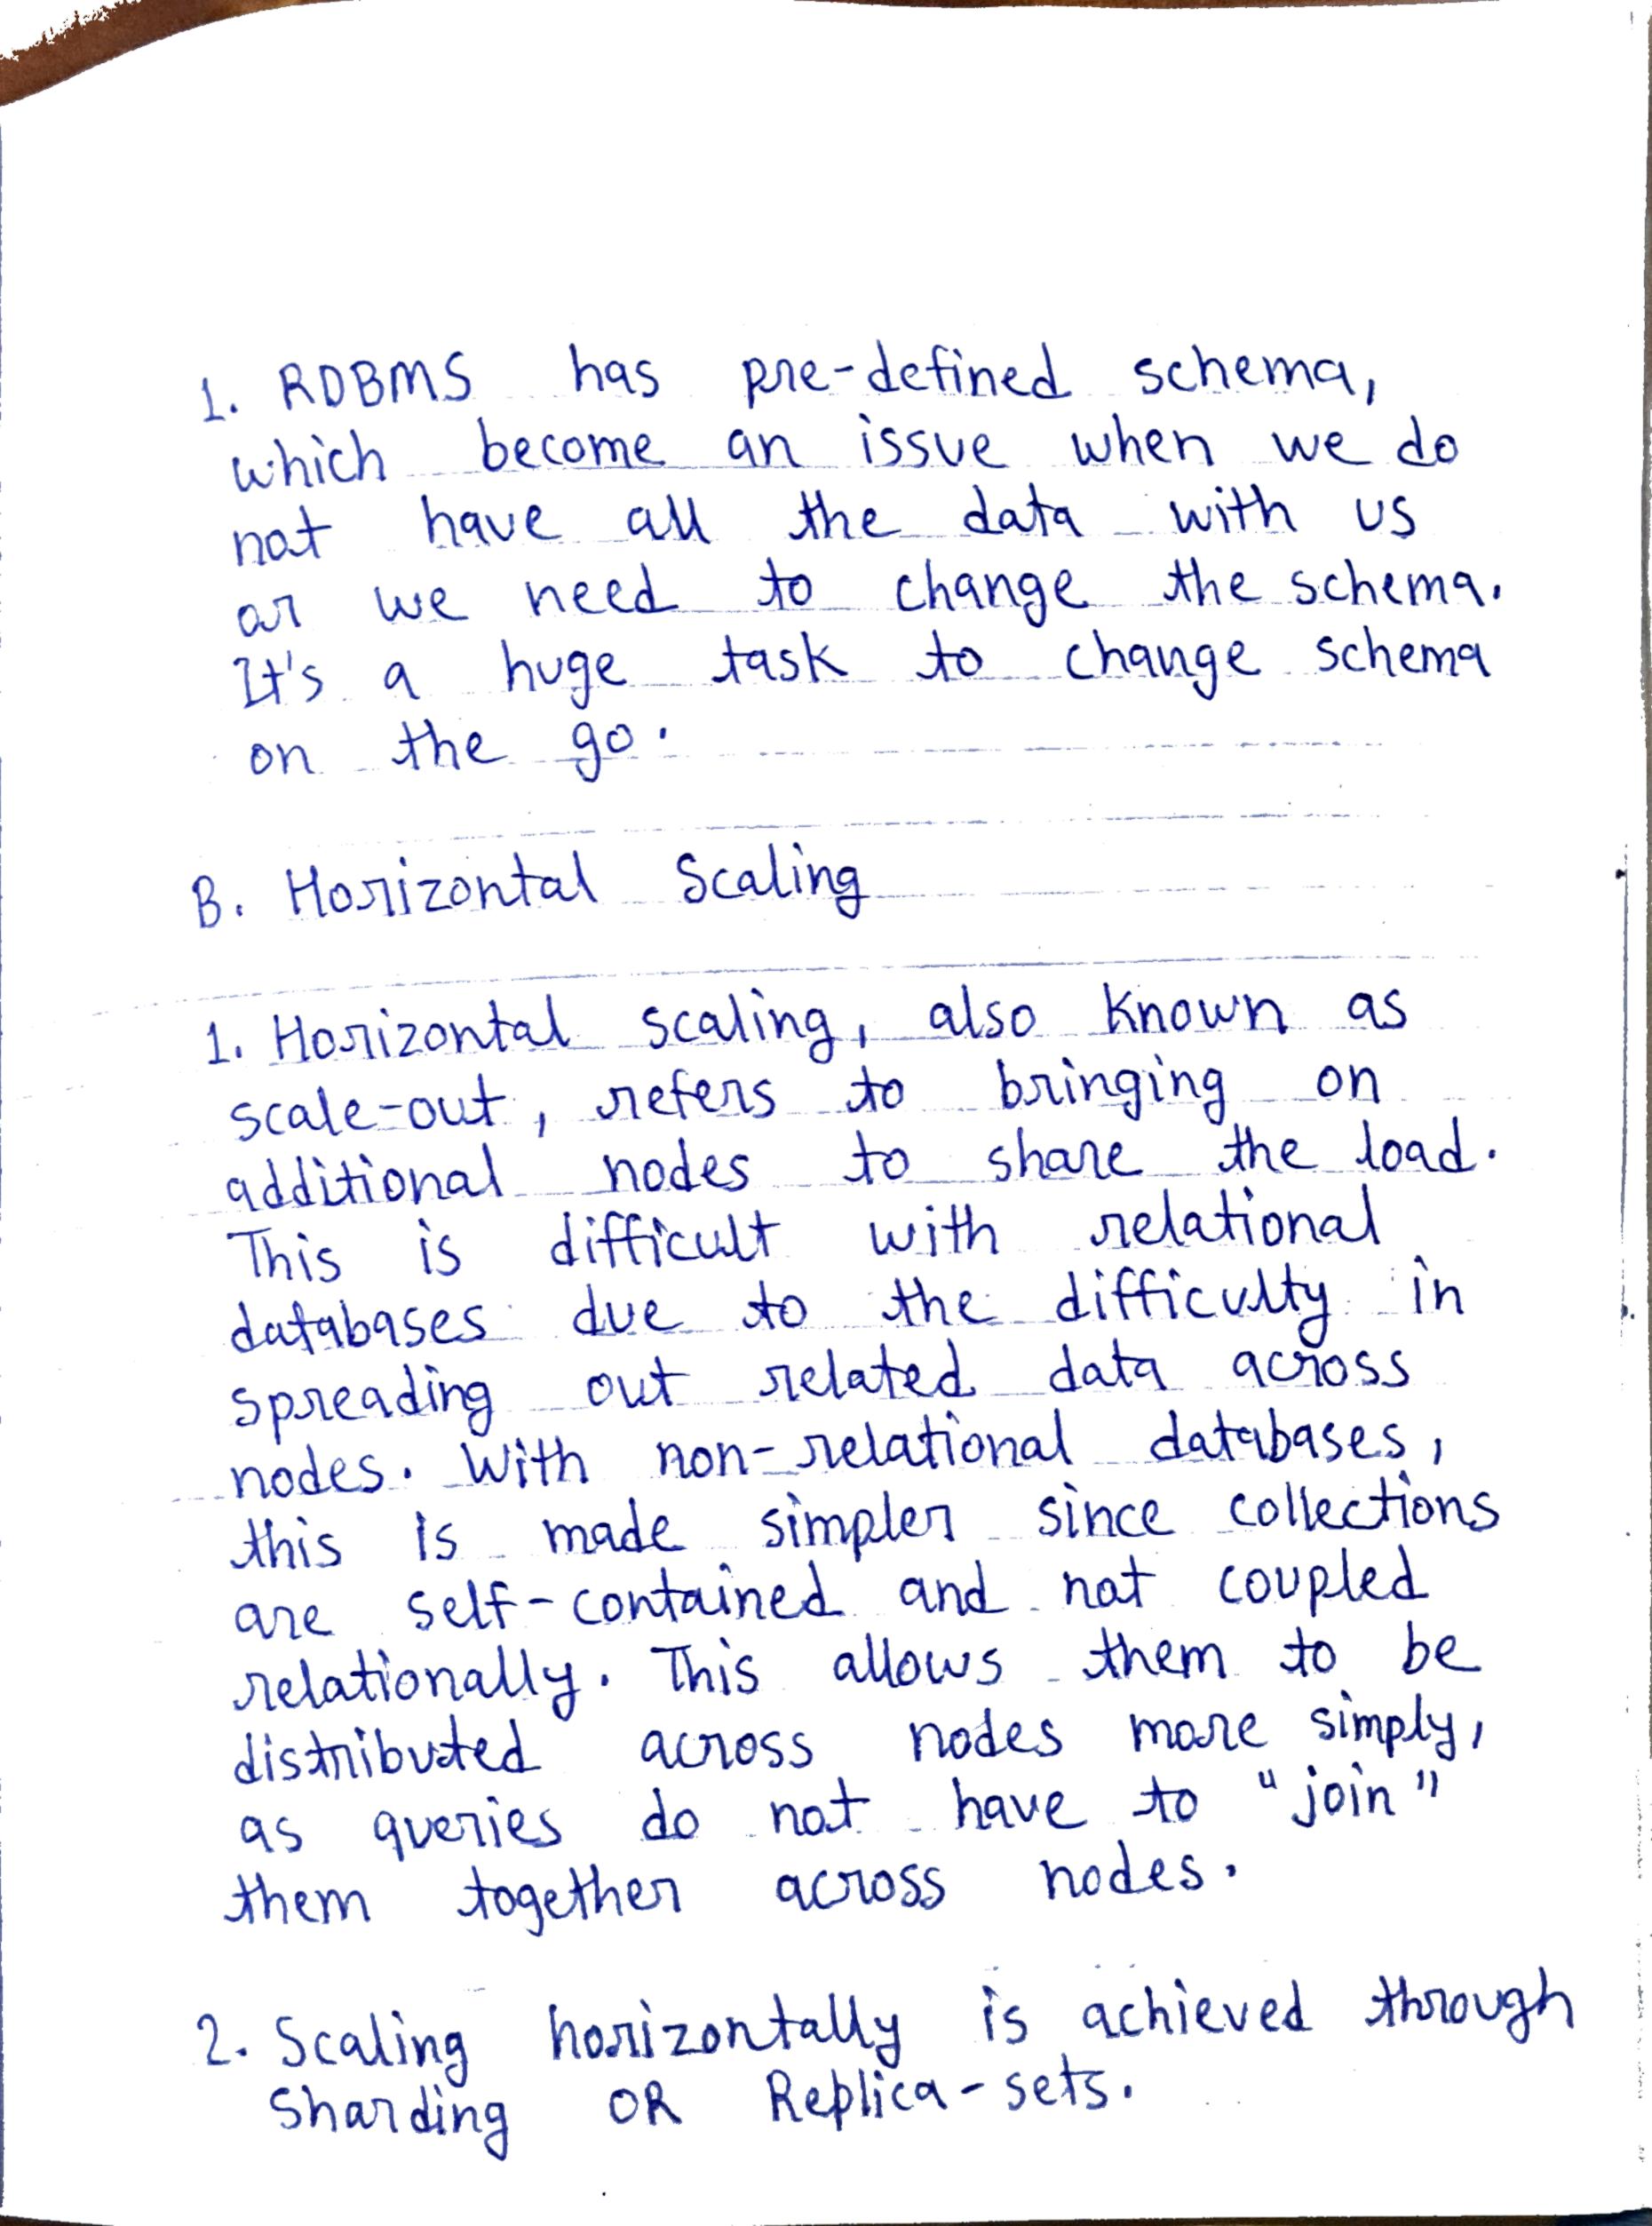 1. RDBMS has pre-defined schema,
which become an issue when we do
not have all the data with us
or we need to change the schema.
It's a huge task to change schema
on the go.
B. Horizontal Scaling
1. Horizontal scaling, also known as
scale-out, refers to bringing on
additional nodes to share the load.
This is difficult with relational
databases due to the difficulty in
spreading out related data across
nodes. With non-relational databases,
this is made simpler since collections
are self-contained and not coupled
relationally. This allows them to be
distributed across nodes more simply,
as queries do not have to "join"
them together across nodes.
2. Scaling horizontally is achieved through
Sharding OR Replica-sets.